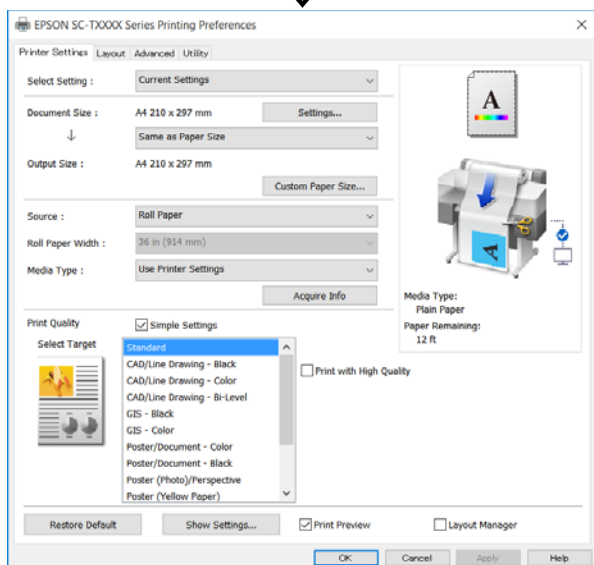 EPSON SC-TXXXX Series Printing Preferences
Printer Settings Layout Advanced Utility
Select Setting : Current Settings
Document Size : A4 210 x 297 mm Settings...
↓ Same as Paper Size
Output Size : A4 210 x 297 mm
Custom Paper Size...
Source : Roll Paper
Roll Paper Width : 36 in (914 mm)
Media Type : Use Printer Settings
Acquire Info
A
Media Type:
Plain Paper
Paper Remaining:
12 ft
Print Quality Simple Settings
Select Target
Standard
CAD/Line Drawing - Black
CAD/Line Drawing - Color
CAD/Line Drawing - Bi-Level
GIS - Black
GIS - Color
Poster/Document - Color
Poster/Document - Black
Poster (Photo)/Perspective
Poster (Yellow Paper)
Print with High Quality
Restore Default Show Settings... Print Preview Layout Manager
OK Cancel Apply Help